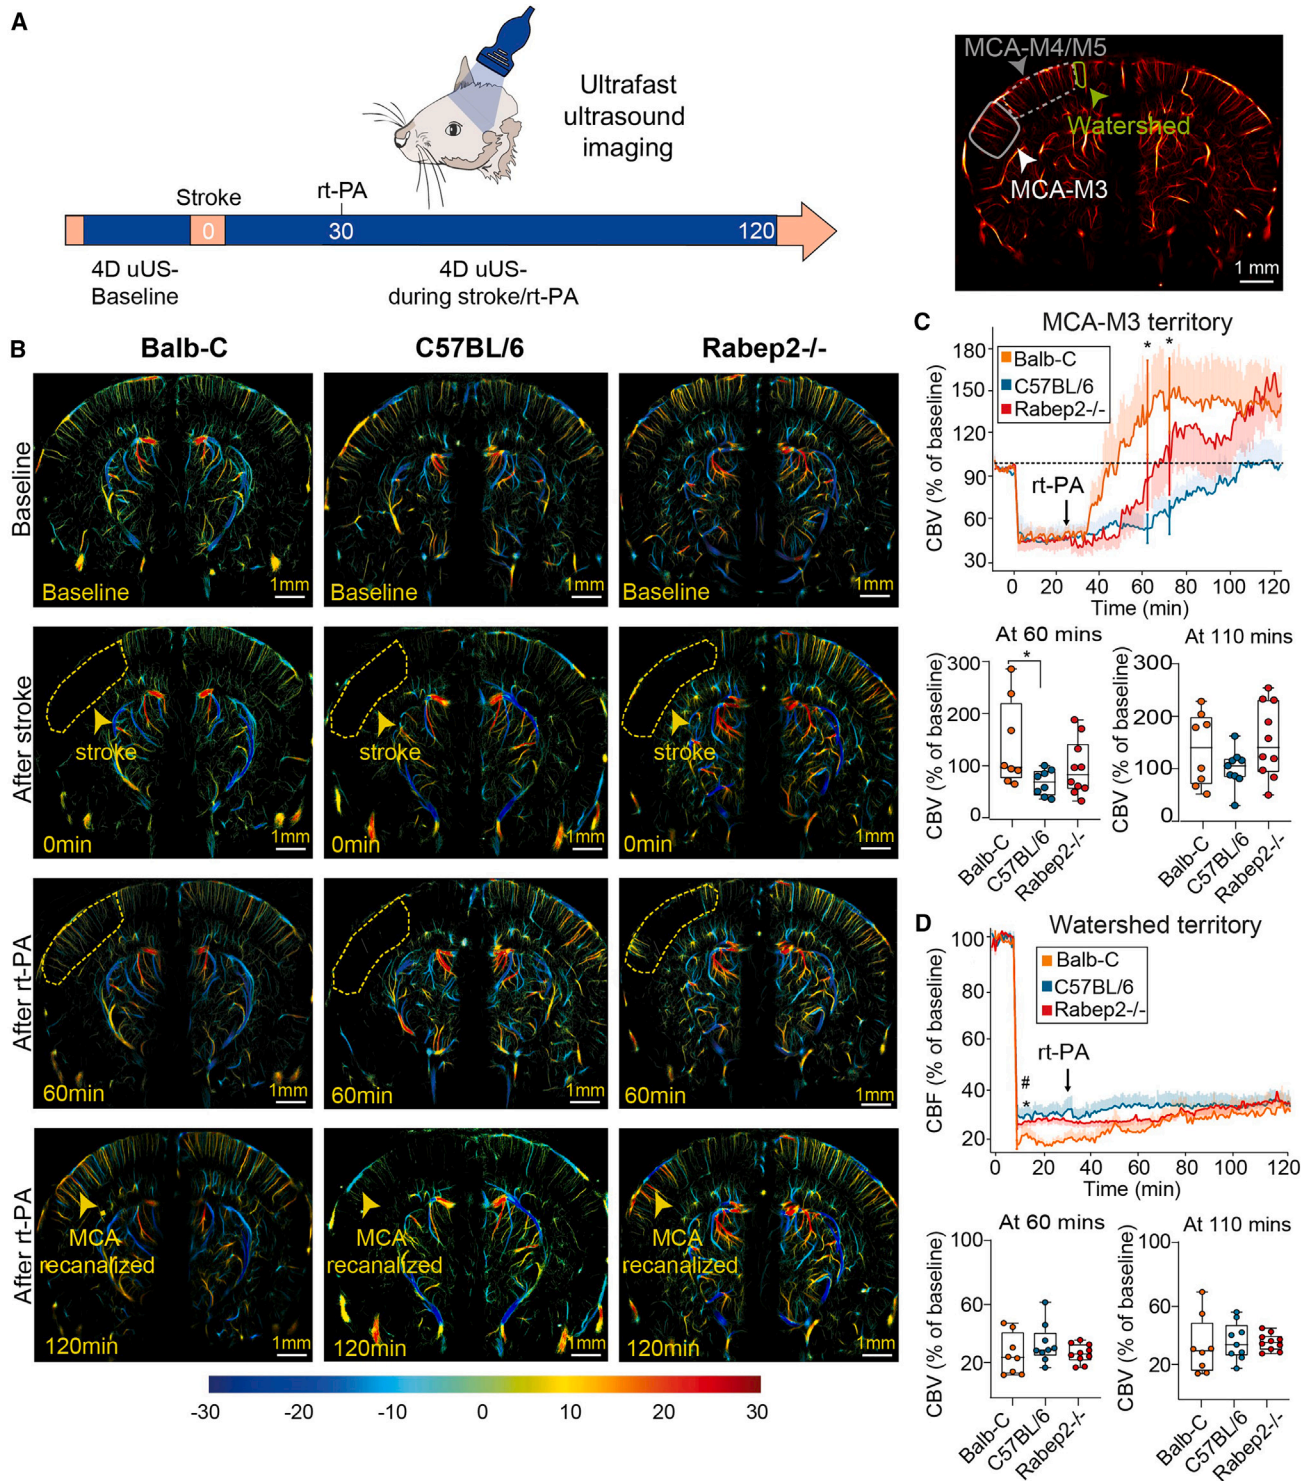 A
Ultrafast
ultrasound
imaging
Stroke
rt-PA
0
30
120
4D uUS-
Baseline
4D uUS-
during stroke/rt-PA
MCA-M4/M5
Watershed
MCA-M3
1 mm
B
Balb-C
C57BL/6
Rabep2-/-
Baseline
Baseline
1mm
Baseline
1mm
Baseline
1mm
After stroke
stroke
0min
1mm
stroke
0min
1mm
stroke
0min
1mm
After rt-PA
60min
1mm
60min
1mm
60min
1mm
After rt-PA
MCA
recanalized
120min
1mm
MCA
recanalized
120min
1mm
MCA
recanalized
120min
1mm
-30
-20
-10
0
10
20
30
C
MCA-M3 territory
CBV (% of baseline)
180
150
120
90
60
30
Balb-C
C57BL/6
Rabep2-/-
* *
rt-PA
0 20 40 60 80 100 120
Time (min)
At 60 mins
CBV (% of baseline)
300
200
100
0
*
Balb-C
C57BL/6
Rabep2-/-
At 110 mins
CBV (% of baseline)
300
200
100
0
Balb-C
C57BL/6
Rabep2-/-
D
Watershed territory
CBF (% of baseline)
100
80
60
40
20
Balb-C
C57BL/6
Rabep2-/-
rt-PA
#
*
0 20 40 60 80 100 120
Time (min)
At 60 mins
CBV (% of baseline)
100
60
20
Balb-C
C57BL/6
Rabep2-/-
At 110 mins
CBV (% of baseline)
100
60
20
Balb-C
C57BL/6
Rabep2-/-